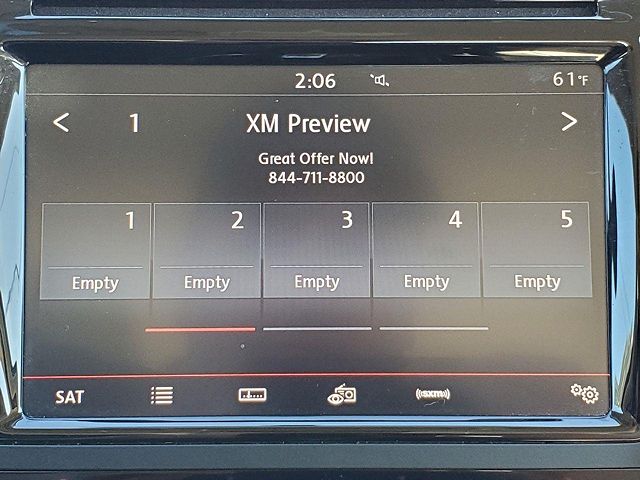 2:06 61°F
< 1 XM Preview >
Great Offer Now!
844-711-8800
1 2 3 4 5
Empty Empty Empty Empty Empty
SAT ((sxm))